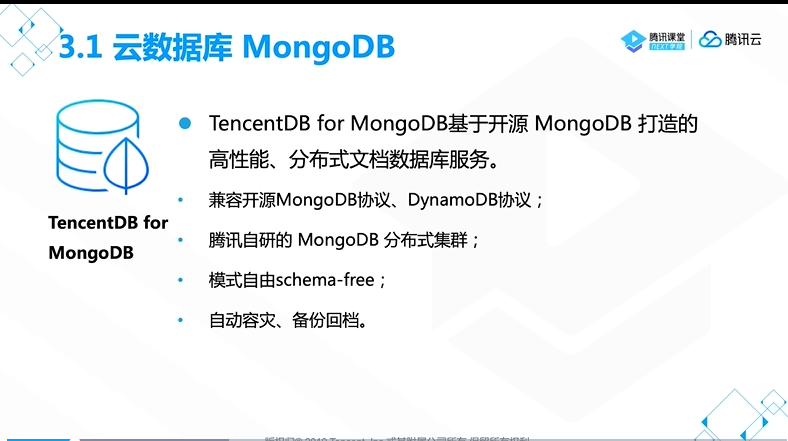 3.1 云数据库 MongoDB
腾讯课堂
NEXT学院
腾讯云
TencentDB for MongoDB基于开源 MongoDB 打造的
高性能、分布式文档数据库服务。
兼容开源MongoDB协议、DynamoDB协议；
腾讯自研的 MongoDB 分布式集群；
模式自由schema-free；
自动容灾、备份回档。
TencentDB for
MongoDB